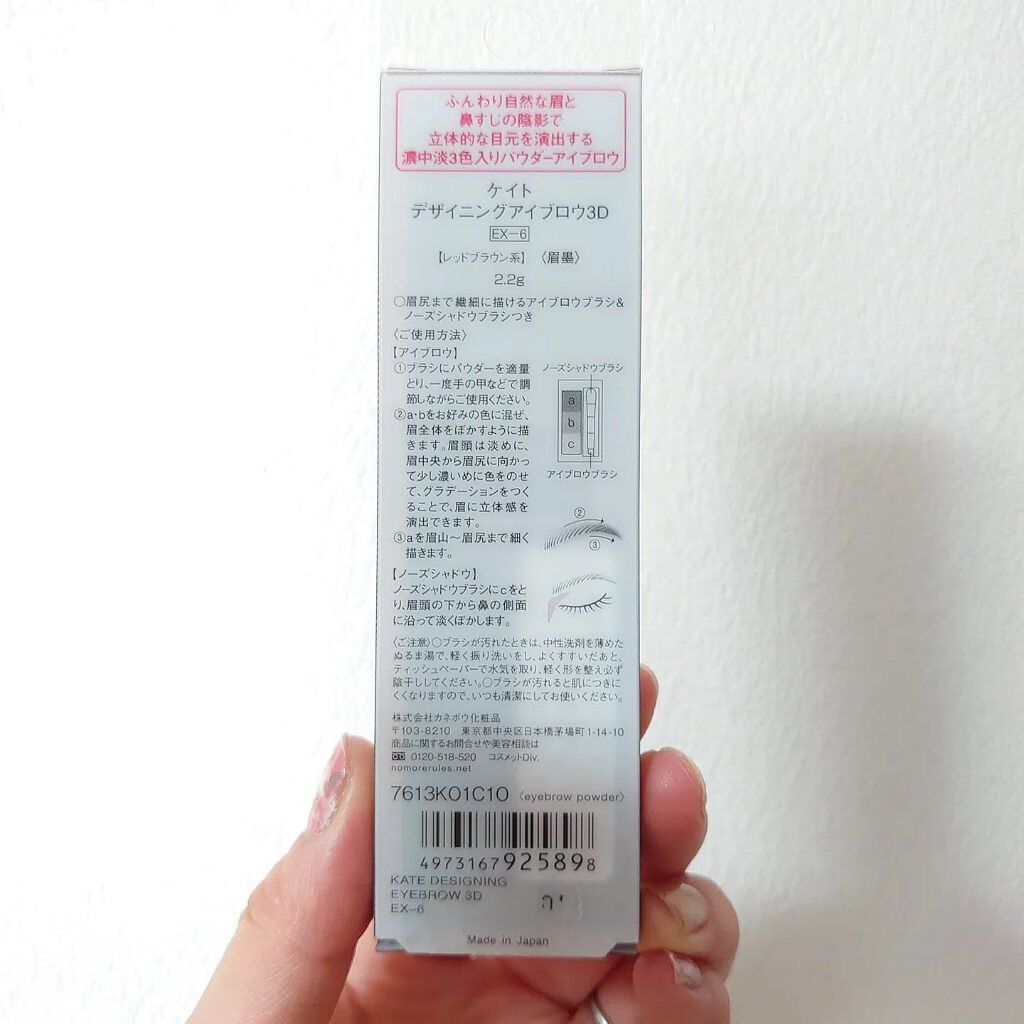 ふんわり自然な眉と
鼻すじの陰影で
立体的な目元を演出する
濃中淡3色入りパウダーアイブロウ
ケイト
デザイニングアイブロウ3D
EX-6
【レッドブラウン系】〈眉墨〉
2.2g
○眉尻まで繊細に描けるアイブロウブラシ&
ノーズシャドウブラシつき
〈ご使用方法〉
【アイブロウ】
①ブラシにパウダーを適量
とり、一度手の甲などで調
節しながらご使用ください。
②a・bをお好みの色に混ぜ、
眉全体をぼかすように描
きます。眉頭は淡めに、
眉中央から眉尻に向かっ
て少し濃いめに色をのせ
て、グラデーションをつく
ることで、眉に立体感を
演出できます。
③aを眉山～眉尻まで細く
描きます。
ノーズシャドウブラシ
a
b
c
アイブロウブラシ
②
③
【ノーズシャドウ】
ノーズシャドウブラシにcをと
り、眉頭の下から鼻の側面
に沿って淡くぼかします。
〈ご注意〉○ブラシが汚れたときは、中性洗剤を薄めた
ぬるま湯で、軽く振り洗いをし、よくすすいだあと、
ティッシュペーパーで水気を取り、軽く形を整え必ず
陰干ししてください。○ブラシが汚れると肌につきに
くくなりますので、いつも清潔にしてお使いください。
株式会社カネボウ化粧品
〒103-8210 東京都中央区日本橋茅場町1-14-10
商品に関するお問合せや美容相談は
0120-518-520 コスメットDiv.
nomorerules.net
7613K01C10 〈eyebrow powder〉
4973167925898
KATE DESIGNING
EYEBROW 3D
EX-6
Made in Japan